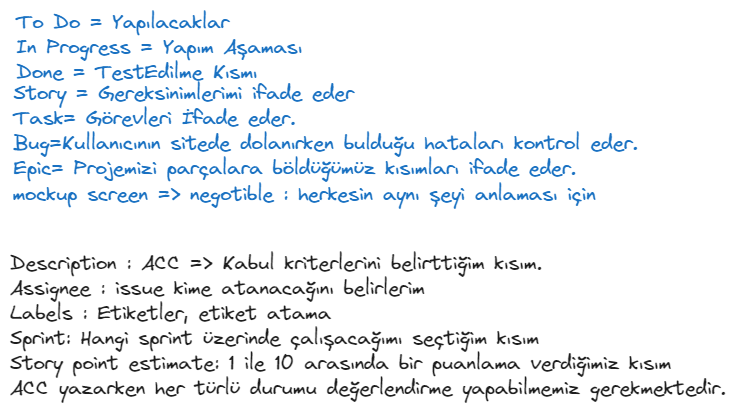 To Do = Yapılacaklar
In Progress = Yapım Aşaması
Done = TestEdilme Kısmı
Story = Gereksinimlerimi ifade eder
Task= Görevleri İfade eder.
Bug=Kullanıcının sitede dolanırken bulduğu hataları kontrol eder.
Epic= Projemizi parçalara böldüğümüz kısımları ifade eder.
mockup screen => negotible : herkesin aynı şeyi anlaması için
Description : ACC => Kabul kriterlerini belirttiğim kısım.
Assignee : issue kime atanacağını belirlerim
Labels : Etiketler, etiket atama
Sprint: Hangi sprint üzerinde çalışacağımı seçtiğim kısım
Story point estimate: 1 ile 10 arasında bir puanlama verdiğimiz kısım
ACC yazarken her türlü durumu değerlendirme yapabilmemiz gerekmektedir.